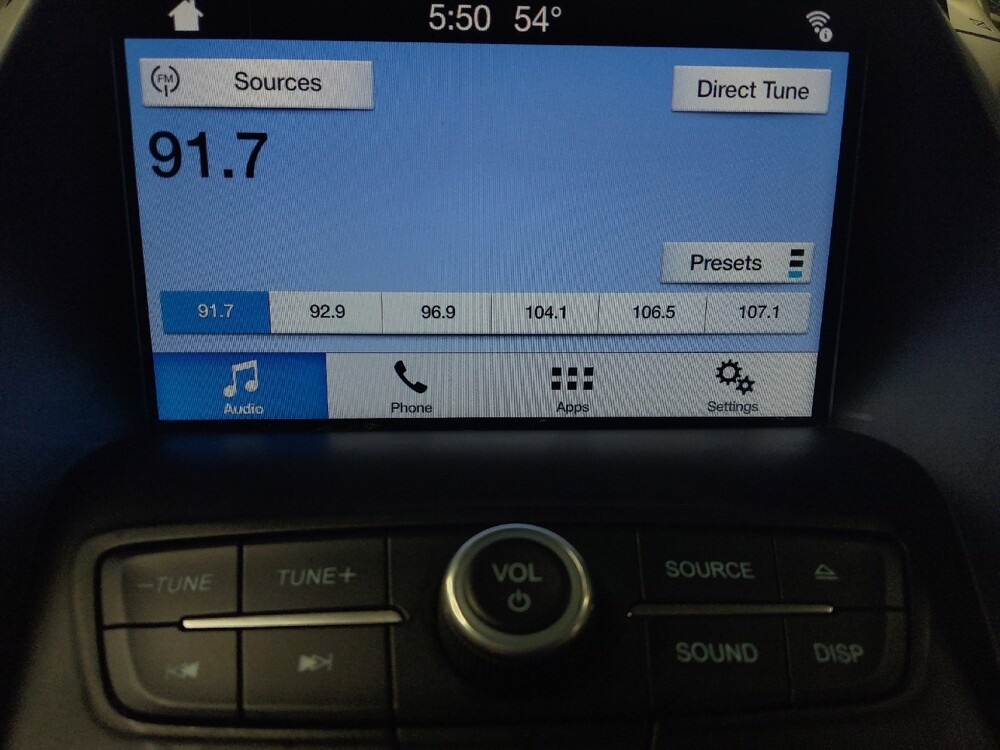 5:50 54°
FM Sources
Direct Tune
91.7
Presets
91.7 92.9 96.9 104.1 106.5 107.1
Audio Phone Apps Settings
-TUNE TUNE+ VOL SOURCE
SOUND DISP